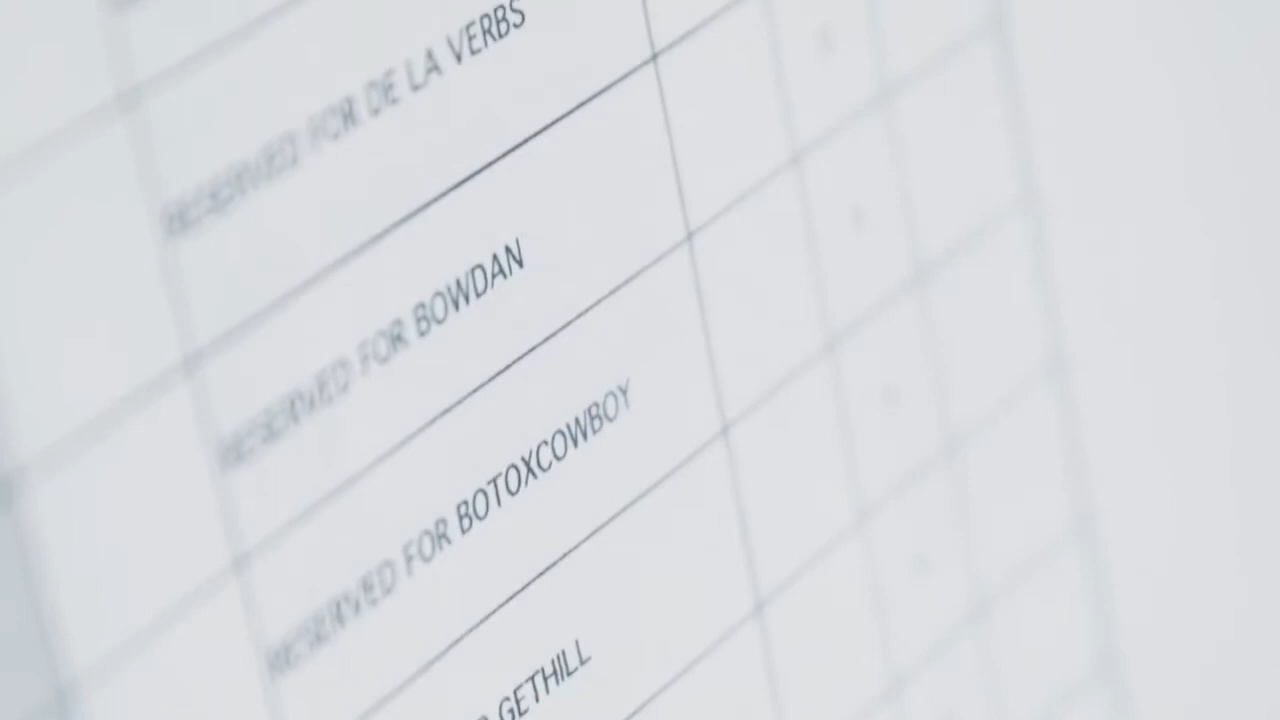 RESERVED FOR DE LA VERBS
RESERVED FOR BOWDAN
RESERVED FOR BOTOXCOWBOY
GETHILL